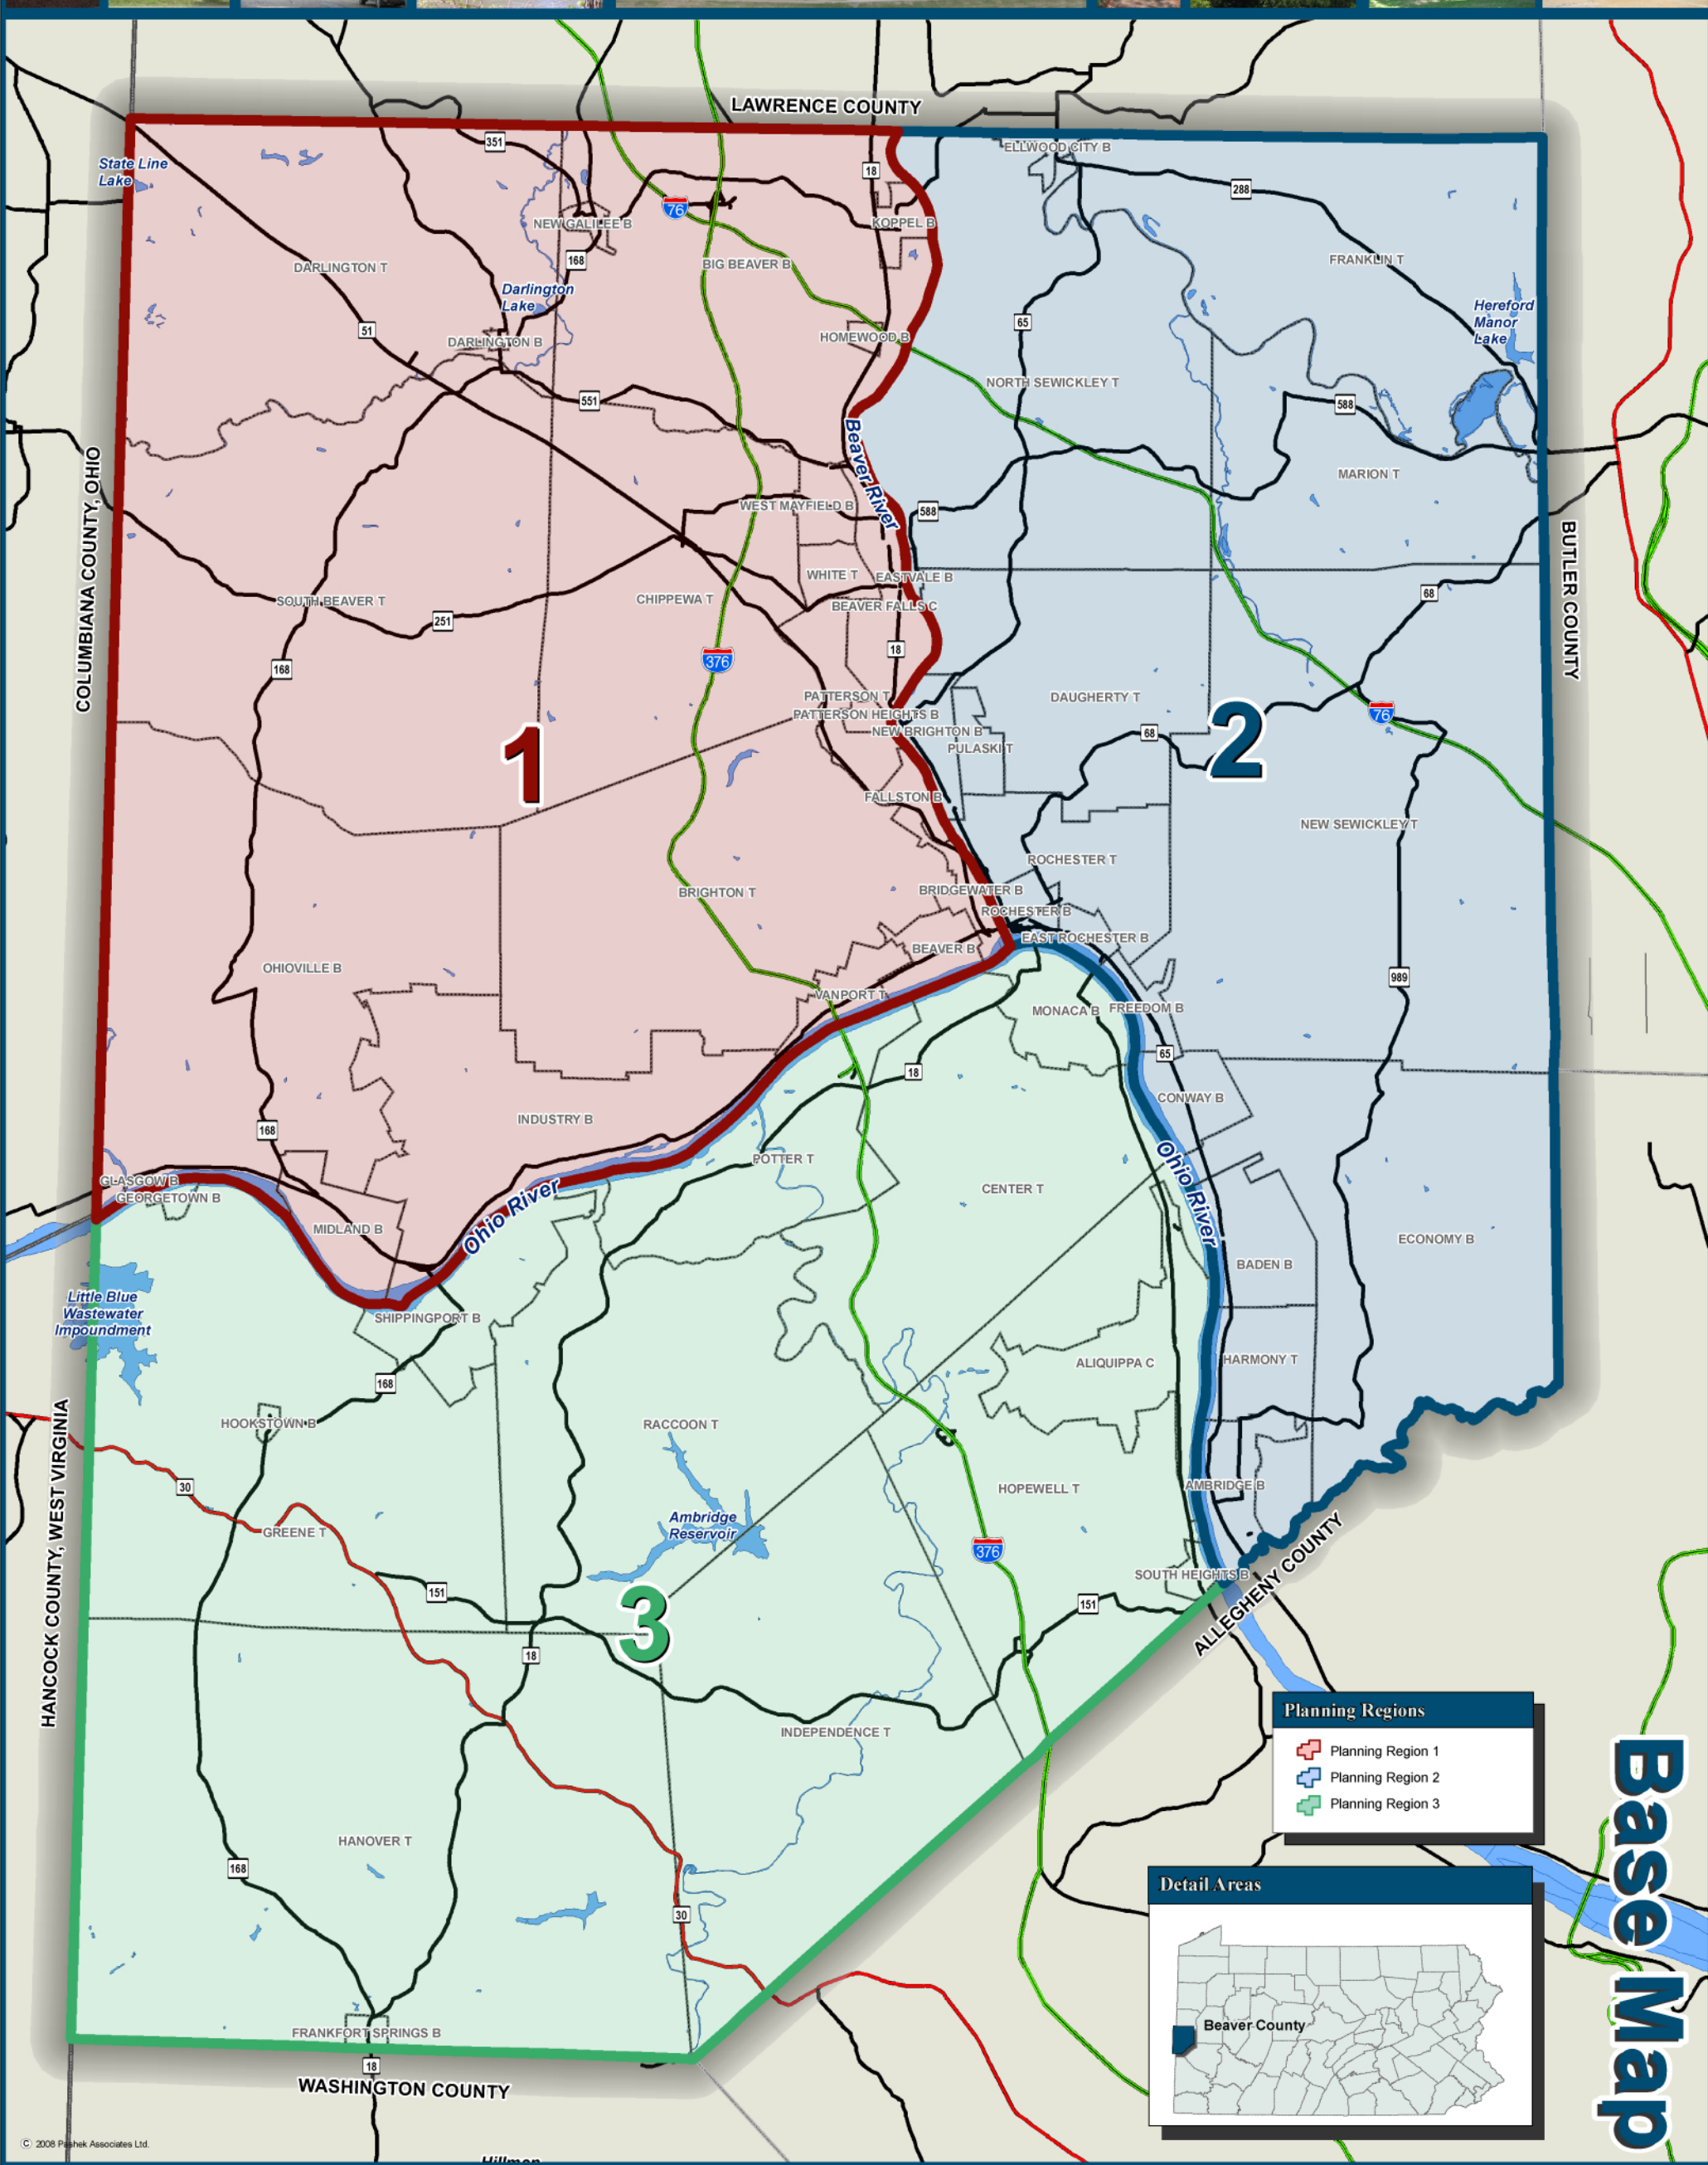 LAWRENCE COUNTY
ELLWOOD CITY B
351
State Line
Lake
18
288
76
NEW GALILEE B
KOPPEL B
168
DARLINGTON T
BIG BEAVER B
FRANKLIN T
Darlington
Lake
Hereford
Manor
Lake
51
65
DARLINGTON B
HOMEWOOD B
NORTH SEWICKLEY T
551
588
Beaver River
MARION T
COLUMBIANA COUNTY, OHIO
WEST MAYFIELD B
588
BUTLER COUNTY
WHITE T
EASTVALE B
SOUTH BEAVER T
CHIPPEWA T
BEAVER FALLS C
68
251
18
376
168
PATTERSON T
DAUGHERTY T
PATTERSON HEIGHTS B
76
NEW BRIGHTON B
68
PULASKI T
1
2
FALLSTON B
NEW SEWICKLEY T
ROCHESTER T
BRIGHTON T
BRIDGEWATER B
ROCHESTER B
EAST ROCHESTER B
BEAVER B
OHIOVILLE B
989
VANPORT T
MONACA B
FREEDOM B
65
18
CONWAY B
INDUSTRY B
168
POTTER T
Ohio River
GLASGOW B
CENTER T
GEORGETOWN B
MIDLAND B
Ohio River
ECONOMY B
BADEN B
Little Blue
Wastewater
Impoundment
SHIPPINGPORT B
HARMONY T
ALIQUIPPA C
168
HOOKSTOWN B
RACCOON T
HANCOCK COUNTY, WEST VIRGINIA
30
HOPEWELL T
AMBRIDGE B
Ambridge
Reservoir
GREENE T
376
ALLEGHENY COUNTY
SOUTH HEIGHTS B
151
151
3
18
INDEPENDENCE T
Planning Regions
Planning Region 1
Planning Region 2
Planning Region 3
HANOVER T
168
30
Detail Areas
Beaver County
Base Map
FRANKFORT SPRINGS B
18
WASHINGTON COUNTY
© 2008 Pashek Associates Ltd.